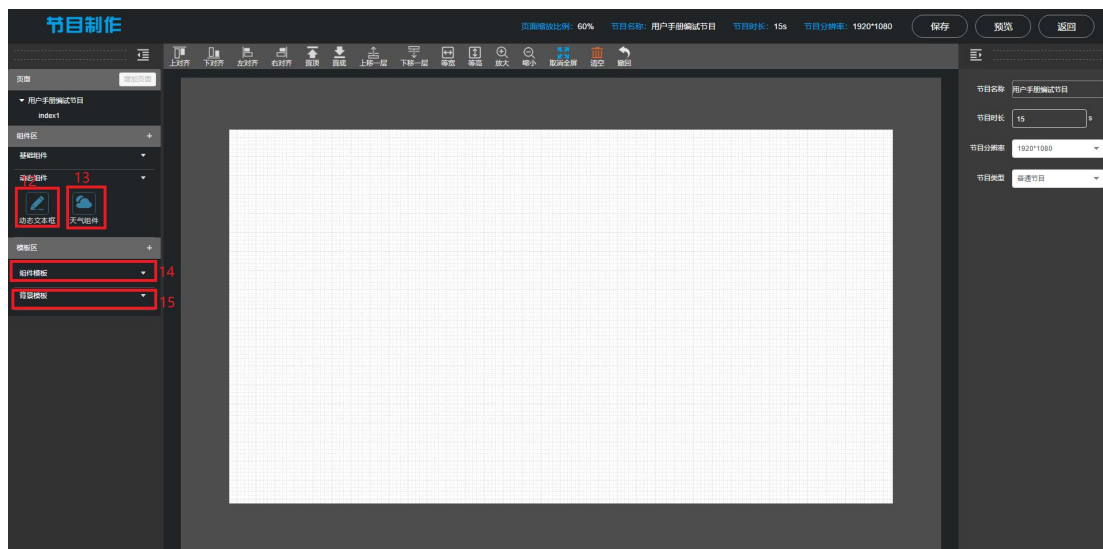 节目制作
页面缩放比例: 60% 节目名称: 用户手册编试节目 节目时长: 15s 节目分辨率: 1920*1080 保存 预览 返回
上对齐 下对齐 左对齐 右对齐 置顶 置底 上移一层 下移一层 等宽 等高 放大 缩小 取消全屏 清空 撤回
页面 增加页面
用户手册编试节目
index1
组件区 +
基础组件
动态组件
12 13
动态文本框 天气组件
模板区 +
组件模板 14
背景模板 15
节目名称 用户手册编试节目
节目时长 15 s
节目分辨率 1920*1080
节目类型 普通节目